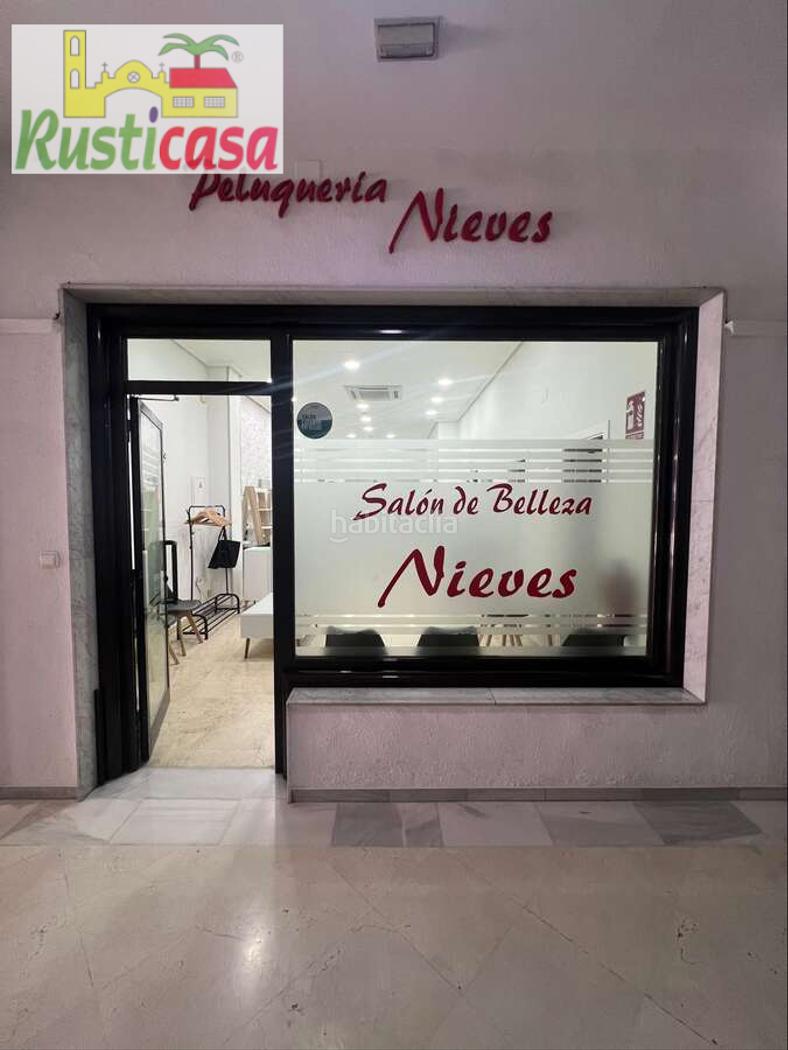 Rusticasa
®
Peluquería
Nieves
Salón de Belleza
habitaclia
Nieves